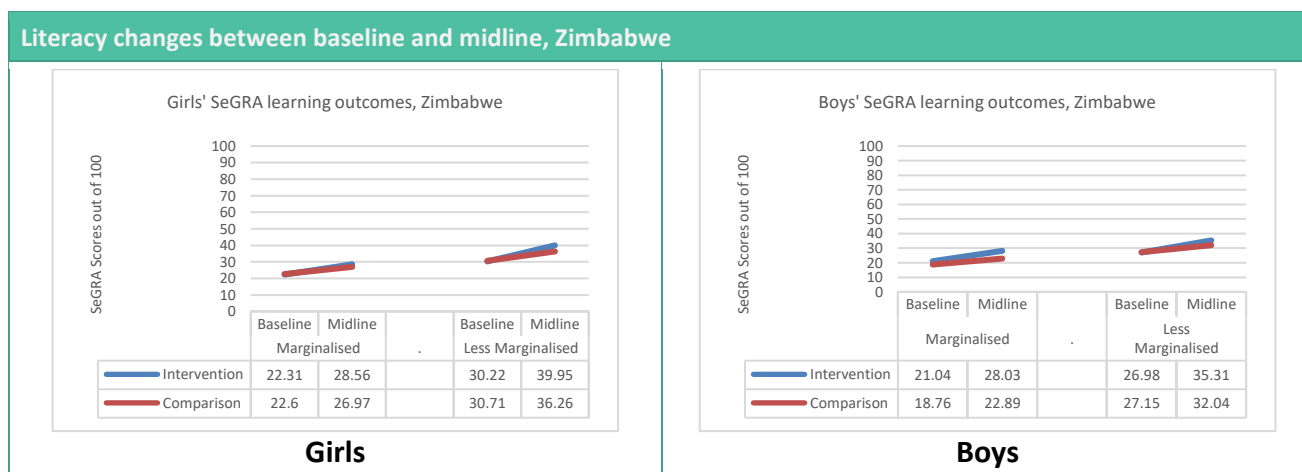 Literacy changes between baseline and midline, Zimbabwe
Girls' SeGRA learning outcomes, Zimbabwe
SeGRA Scores out of 100
100
90
80
70
60
50
40
30
20
10
0
Baseline Midline Baseline Midline
Marginalised . Less Marginalised
Intervention 22.31 28.56 30.22 39.95
Comparison 22.6 26.97 30.71 36.26
Girls
Boys' SeGRA learning outcomes, Zimbabwe
SeGRA Scores out of 100
100
90
80
70
60
50
40
30
20
10
0
Baseline Midline Baseline Midline
Marginalised . Less
Marginalised
Intervention 21.04 28.03 26.98 35.31
Comparison 18.76 22.89 27.15 32.04
Boys